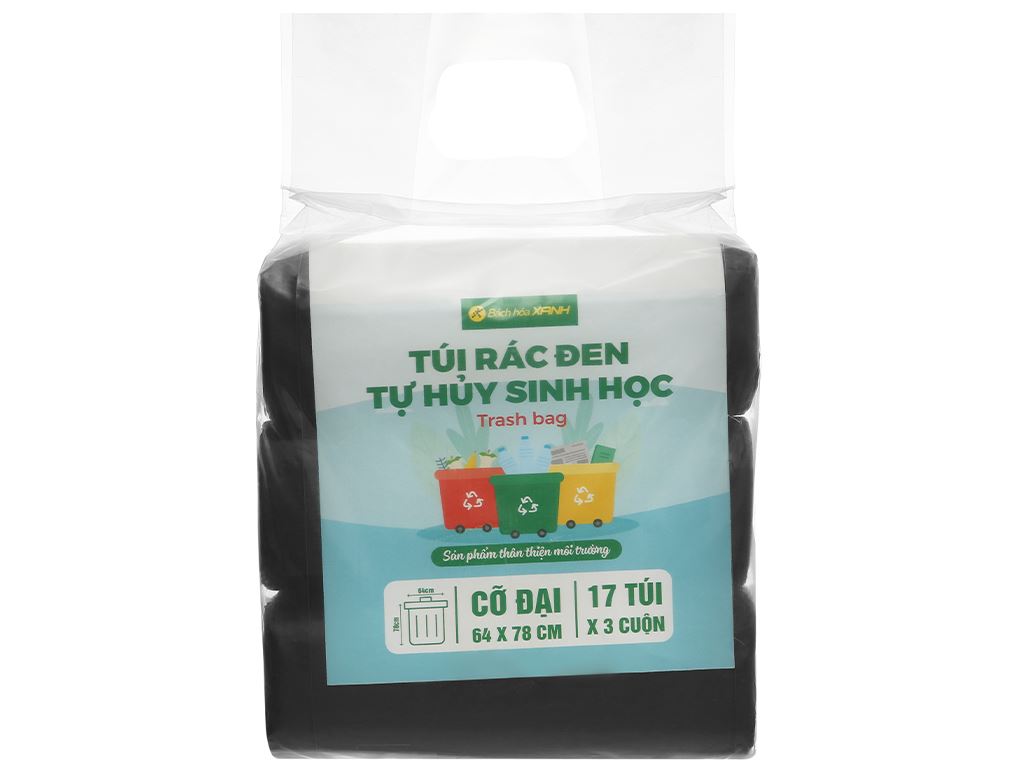 Bách hóa XANH
TÚI RÁC ĐEN
TỰ HỦY SINH HỌC
Trash bag
Sản phẩm thân thiện môi trường
64cm
78cm
CỠ ĐẠI
64 X 78 CM
17 TÚI
X 3 CUỘN